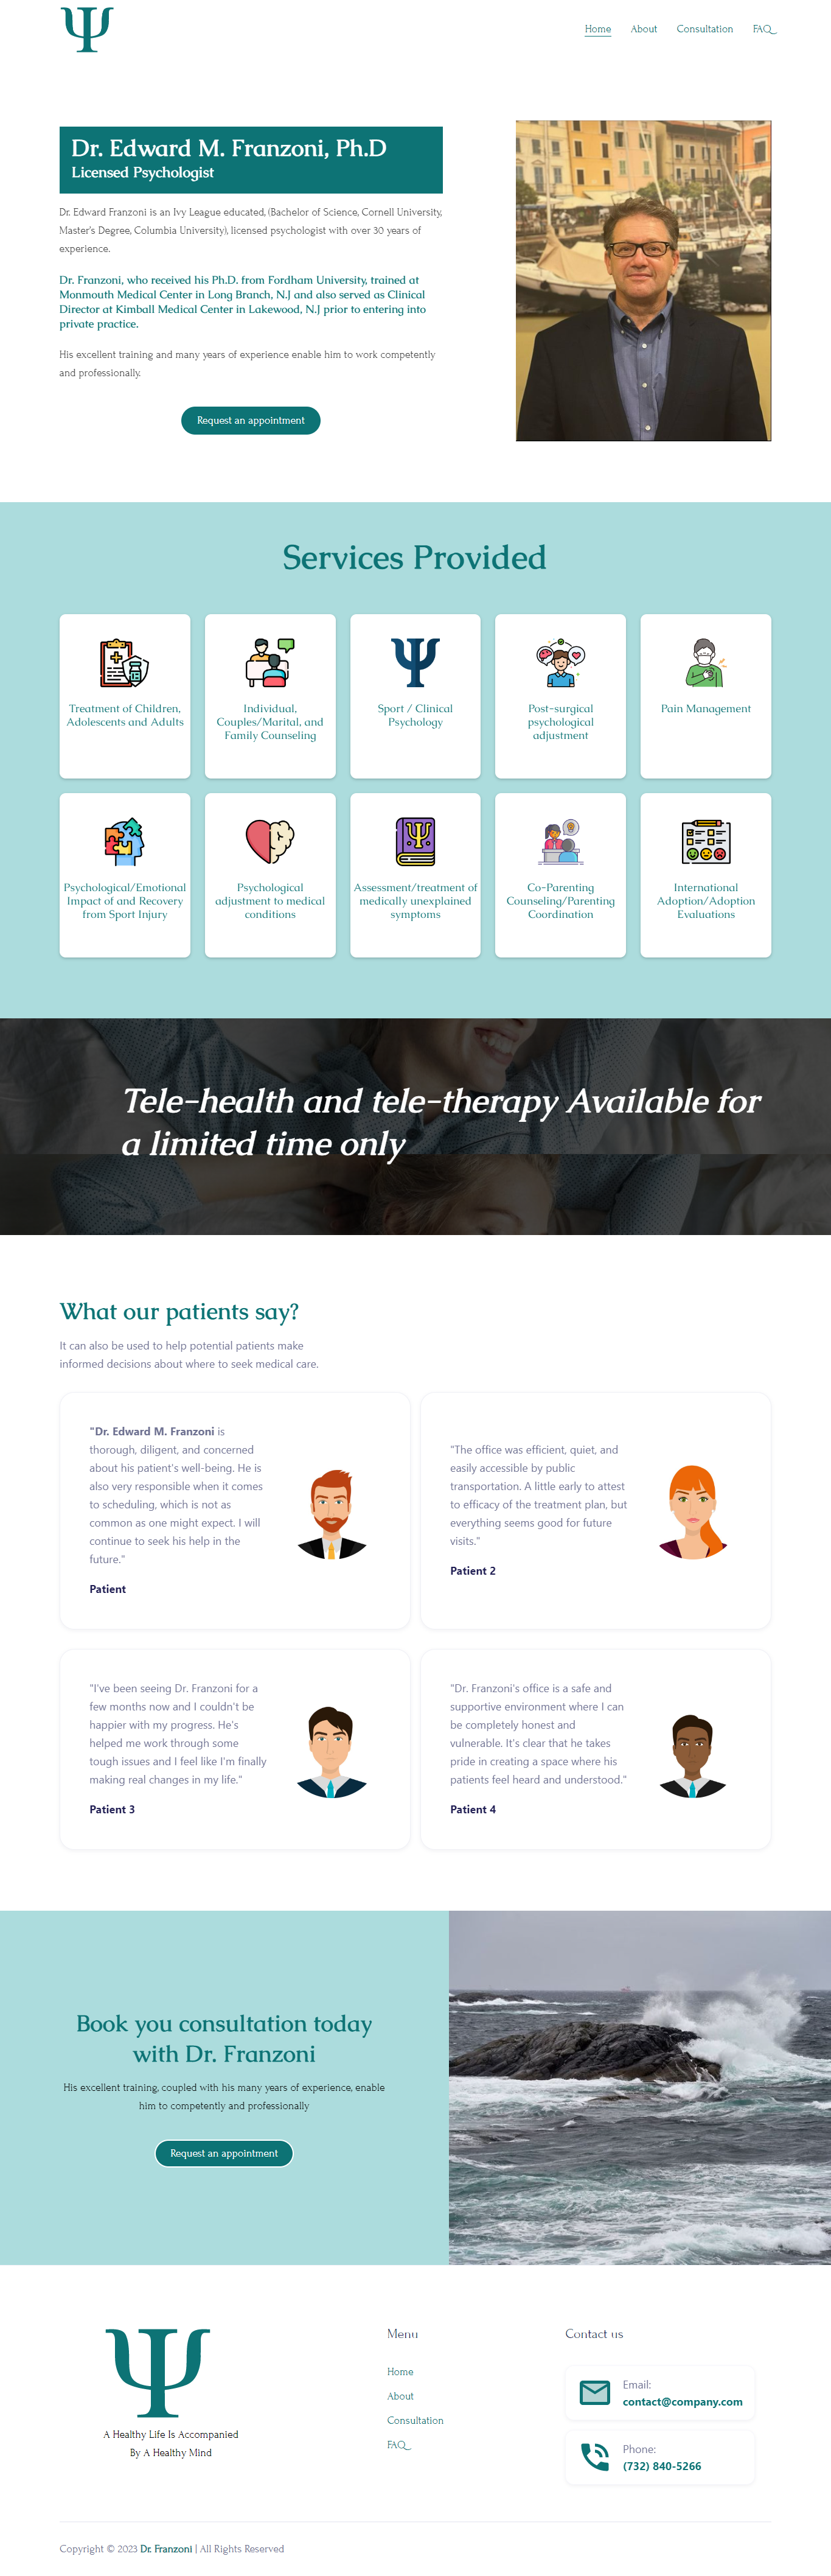 Home About Consultation FAQ
Dr. Edward M. Franzoni, Ph.D
Licensed Psychologist
Dr. Edward Franzoni is an Ivy League educated, (Bachelor of Science, Cornell University,
Master's Degree, Columbia University), licensed psychologist with over 30 years of
experience.
Dr. Franzoni, who received his Ph.D. from Fordham University, trained at
Monmouth Medical Center in Long Branch, N.J and also served as Clinical
Director at Kimball Medical Center in Lakewood, N.J prior to entering into
private practice.
His excellent training and many years of experience enable him to work competently
and professionally.
Request an appointment
Services Provided
Treatment of Children,
Adolescents and Adults
Individual,
Couples/Marital, and
Family Counseling
Sport / Clinical
Psychology
Post-surgical
psychological
adjustment
Pain Management
Psychological/Emotional
Impact of and Recovery
from Sport Injury
Psychological
adjustment to medical
conditions
Assessment/treatment of
medically unexplained
symptoms
Co-Parenting
Counseling/Parenting
Coordination
International
Adoption/Adoption
Evaluations
Tele-health and tele-therapy Available for
a limited time only
What our patients say?
It can also be used to help potential patients make
informed decisions about where to seek medical care.
"Dr. Edward M. Franzoni is
thorough, diligent, and concerned
about his patient's well-being. He is
also very responsible when it comes
to scheduling, which is not as
common as one might expect. I will
continue to seek his help in the
future."
Patient
"The office was efficient, quiet, and
easily accessible by public
transportation. A little early to attest
to efficacy of the treatment plan, but
everything seems good for future
visits."
Patient 2
"I've been seeing Dr. Franzoni for a
few months now and I couldn't be
happier with my progress. He's
helped me work through some
tough issues and I feel like I'm finally
making real changes in my life."
Patient 3
"Dr. Franzoni's office is a safe and
supportive environment where I can
be completely honest and
vulnerable. It's clear that he takes
pride in creating a space where his
patients feel heard and understood."
Patient 4
Book you consultation today
with Dr. Franzoni
His excellent training, coupled with his many years of experience, enable
him to competently and professionally
Request an appointment
A Healthy Life Is Accompanied
By A Healthy Mind
Menu
Home
About
Consultation
FAQ
Contact us
Email:
contact@company.com
Phone:
(732) 840-5266
Copyright © 2023 Dr. Franzoni | All Rights Reserved